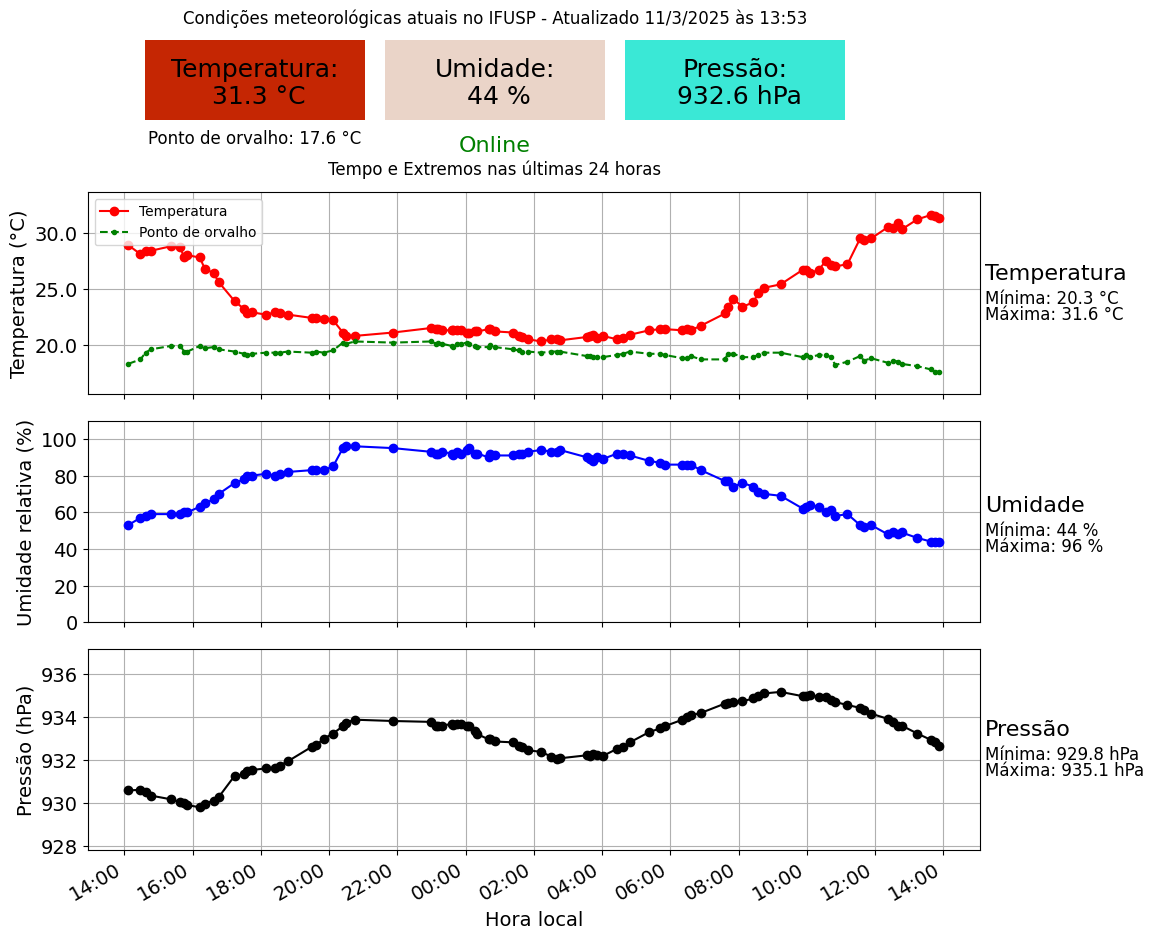 Condições meteorológicas atuais no IFUSP - Atualizado 11/3/2025 às 13:53
Temperatura:
31.3 °C
Umidade:
44 %
Pressão:
932.6 hPa
Ponto de orvalho: 17.6 °C
Online
Tempo e Extremos nas últimas 24 horas
Temperatura (°C)
30.0
25.0
20.0
Temperatura
Ponto de orvalho
Temperatura
Mínima: 20.3 °C
Máxima: 31.6 °C
Umidade relativa (%)
100
80
60
40
20
0
Umidade
Mínima: 44 %
Máxima: 96 %
Pressão (hPa)
936
934
932
930
928
Pressão
Mínima: 929.8 hPa
Máxima: 935.1 hPa
14:00 16:00 18:00 20:00 22:00 00:00 02:00 04:00 06:00 08:00 10:00 12:00 14:00
Hora local